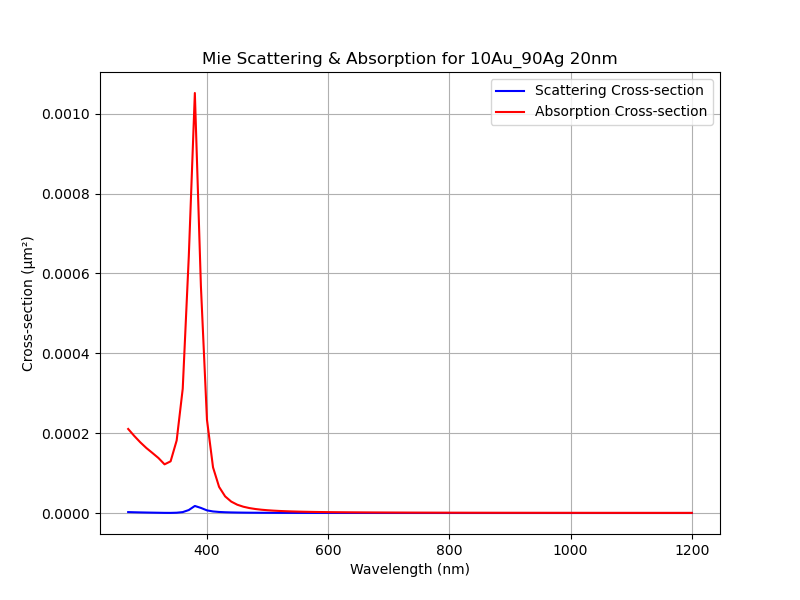 Mie Scattering & Absorption for 10Au_90Ag 20nm
Scattering Cross-section
Absorption Cross-section
Cross-section (μm²)
0.0010
0.0008
0.0006
0.0004
0.0002
0.0000
400 600 800 1000 1200
Wavelength (nm)